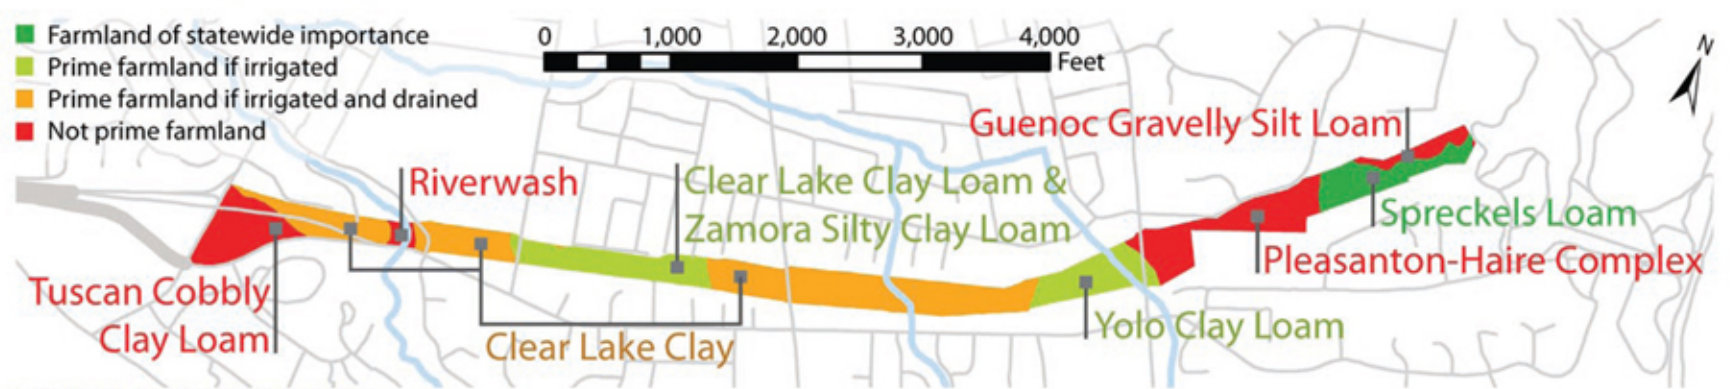 Farmland of statewide importance
Prime farmland if irrigated
Prime farmland if irrigated and drained
Not prime farmland
0 1,000 2,000 3,000 4,000
Feet
N
Guenoc Gravelly Silt Loam
Riverwash
Clear Lake Clay Loam &
Zamora Silty Clay Loam
Spreckels Loam
Pleasanton-Haire Complex
Tuscan Cobbly
Clay Loam
Clear Lake Clay
Yolo Clay Loam